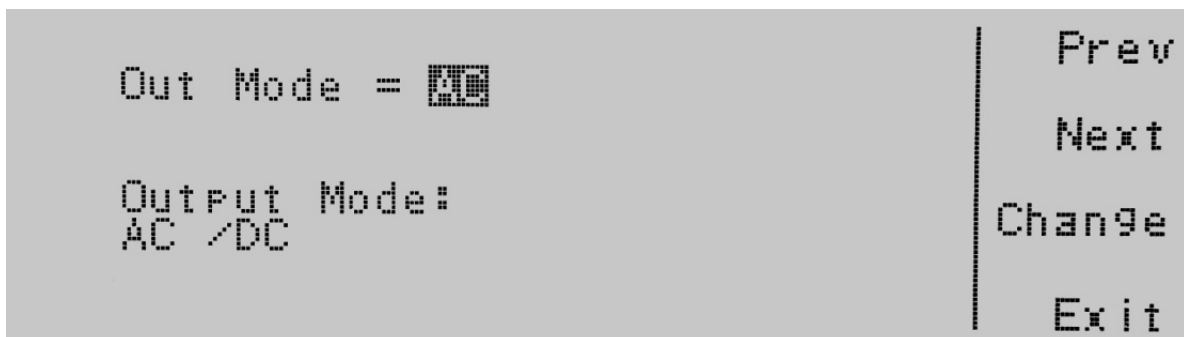 Out Mode = AC
Output Mode:
AC /DC
Prev
Next
Change
Exit